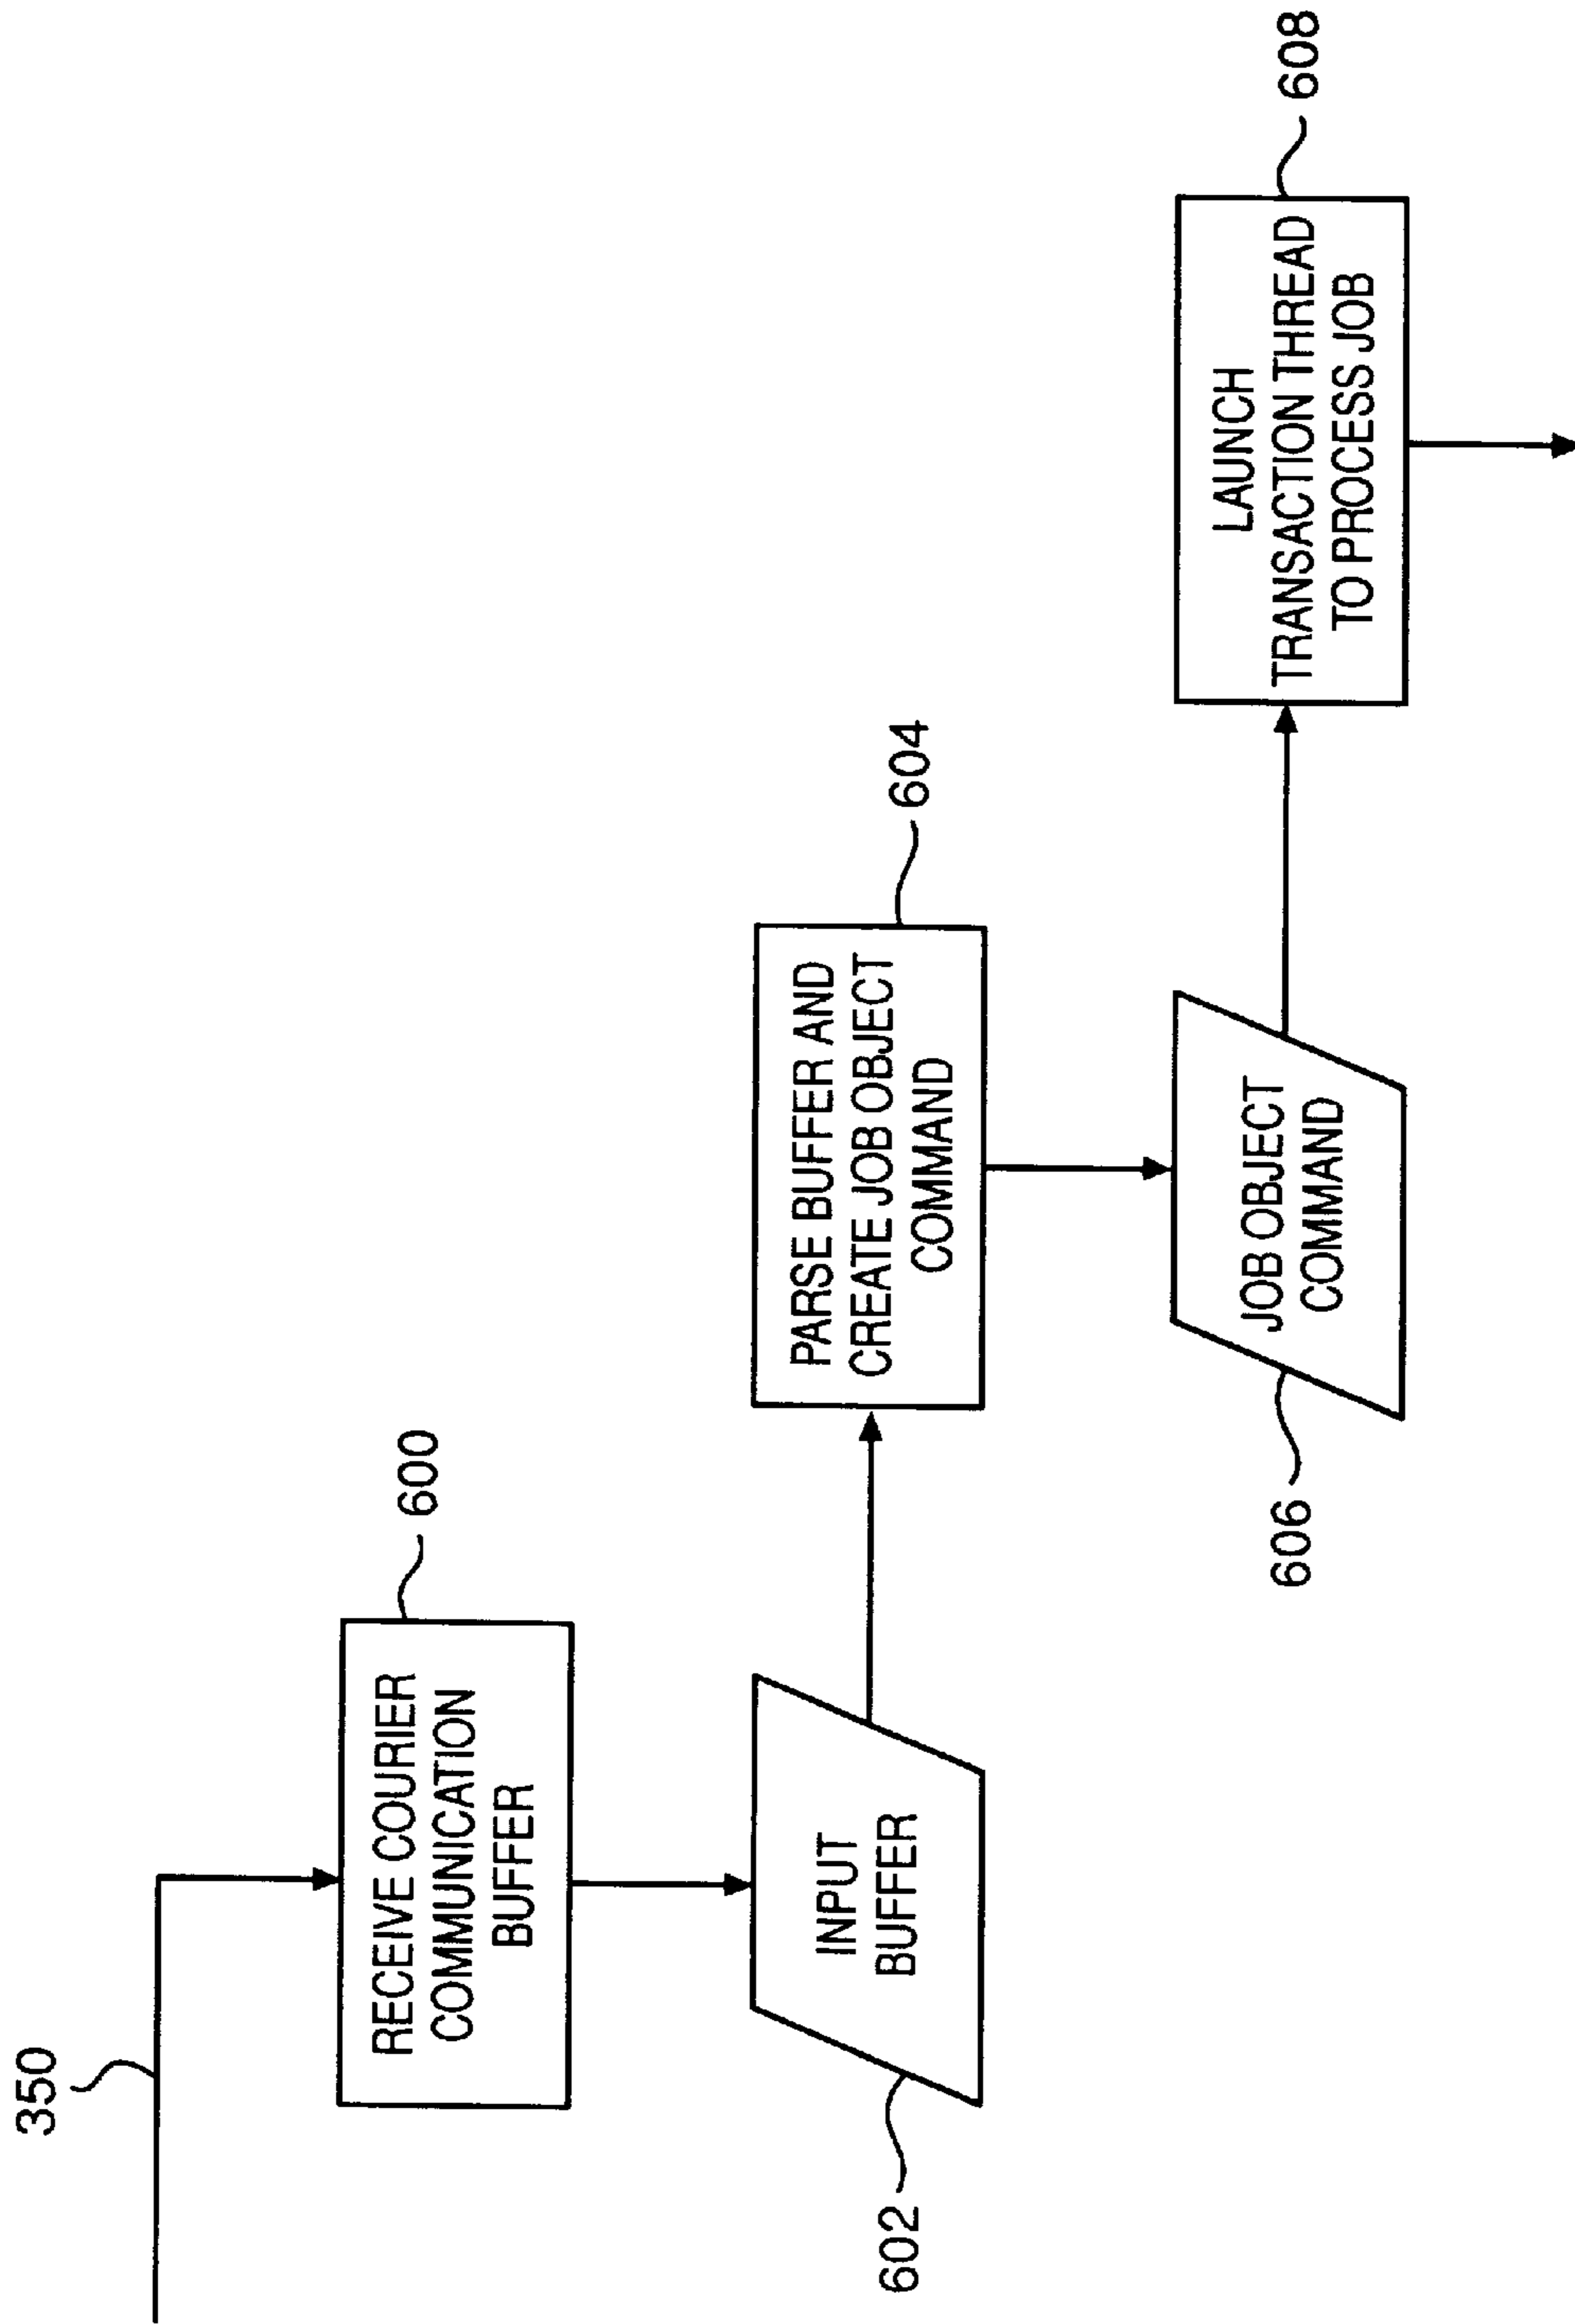 350
RECEIVE COURIER
COMMUNICATION
BUFFER
600
INPUT
BUFFER
602
PARSE BUFFER AND
CREATE JOB OBJECT
COMMAND
604
JOB OBJECT
COMMAND
606
LAUNCH
TRANSACTION THREAD
TO PROCESS JOB
608